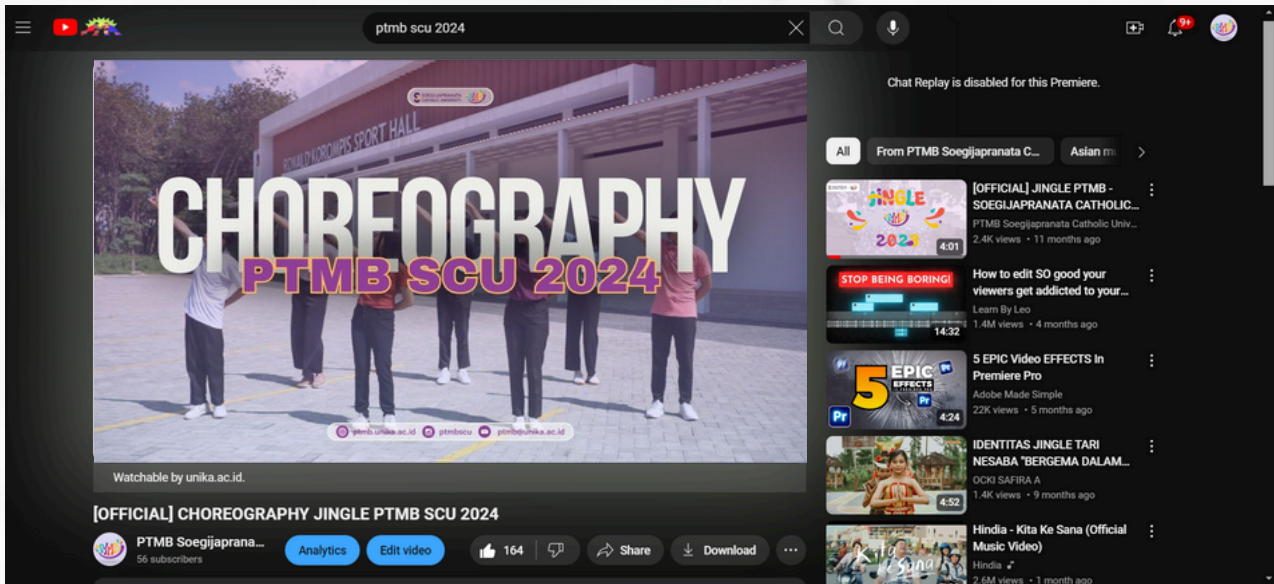 ptmb scu 2024
9+
SOEGIJAPRANATA
CATHOLIC UNIVERSITY
RONALD KOROMPIS SPORT HALL
CHOREOGRAPHY
PTMB SCU 2024
ptmb.unika.ac.id ptmbscu ptmb@unika.ac.id
Watchable by unika.ac.id.
[OFFICIAL] CHOREOGRAPHY JINGLE PTMB SCU 2024
PTMB Soegijaprana...
56 subscribers
Analytics
Edit video
164
Share
Download
Chat Replay is disabled for this Premiere.
All
From PTMB Soegijapranata C...
Asian
JINGLE
2023
4:01
[OFFICIAL] JINGLE PTMB -
SOEGIJAPRANATA CATHOLIC...
PTMB Soegijapranata Catholic Univ...
2.4K views • 11 months ago
STOP BEING BORING!
14:32
How to edit SO good your
viewers get addicted to your...
Learn By Leo
1.4M views • 4 months ago
5 EPIC
EFFECTS
Pr
Pr
4:24
5 EPIC Video EFFECTS In
Premiere Pro
Adobe Made Simple
22K views • 5 months ago
4:52
IDENTITAS JINGLE TARI
NESABA "BERGEMA DALAM...
OCKI SAFIRA A
1.4K views • 9 months ago
Kita
ke Sana
Hindia - Kita Ke Sana (Official
Music Video)
Hindia
2.6M views • 1 month ago